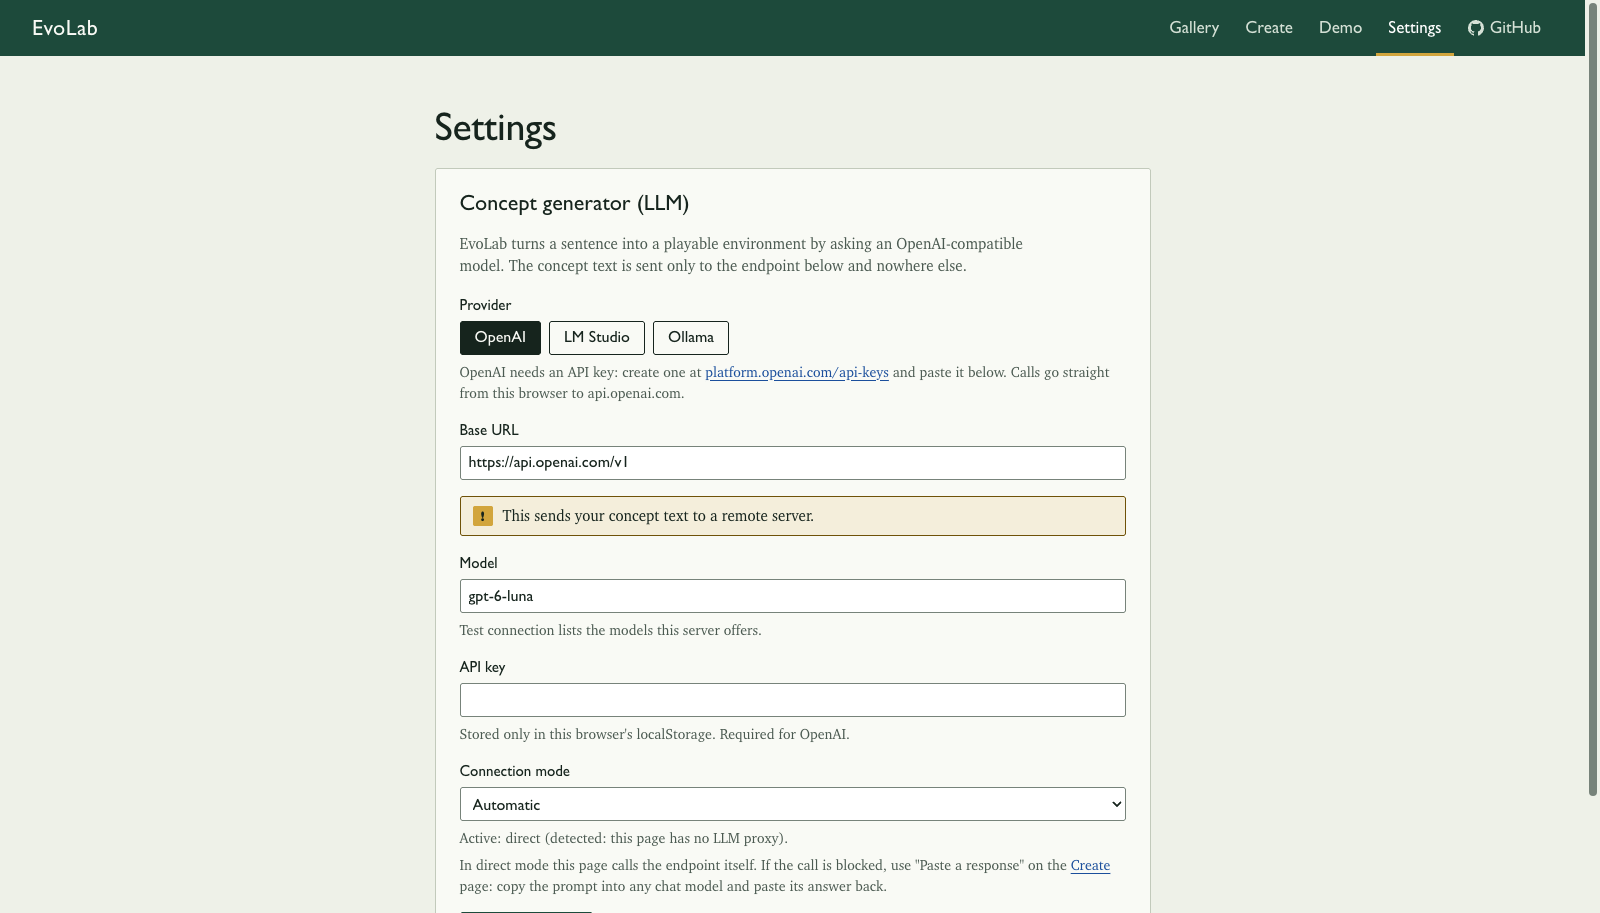 EvoLab
Gallery
Create
Demo
Settings
GitHub
Settings
Concept generator (LLM)
EvoLab turns a sentence into a playable environment by asking an OpenAI-compatible
model. The concept text is sent only to the endpoint below and nowhere else.
Provider
OpenAI
LM Studio
Ollama
OpenAI needs an API key: create one at platform.openai.com/api-keys and paste it below. Calls go straight
from this browser to api.openai.com.
Base URL
https://api.openai.com/v1
! This sends your concept text to a remote server.
Model
gpt-6-luna
Test connection lists the models this server offers.
API key
Stored only in this browser's localStorage. Required for OpenAI.
Connection mode
Automatic
Active: direct (detected: this page has no LLM proxy).
In direct mode this page calls the endpoint itself. If the call is blocked, use "Paste a response" on the Create
page: copy the prompt into any chat model and paste its answer back.